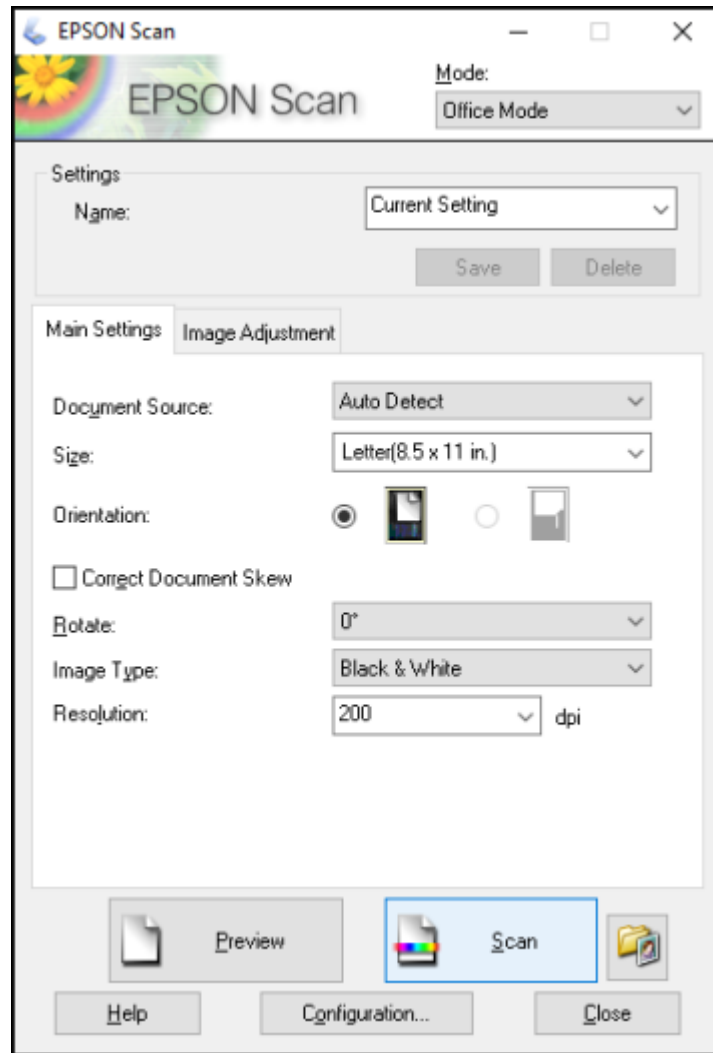 EPSON Scan
EPSON Scan
Mode:
Office Mode
Settings
Name:
Current Setting
Save
Delete
Main Settings
Image Adjustment
Document Source:
Auto Detect
Size:
Letter(8.5 x 11 in.)
Orientation:
Correct Document Skew
Rotate:
0°
Image Type:
Black & White
Resolution:
200
dpi
Preview
Scan
Help
Configuration...
Close